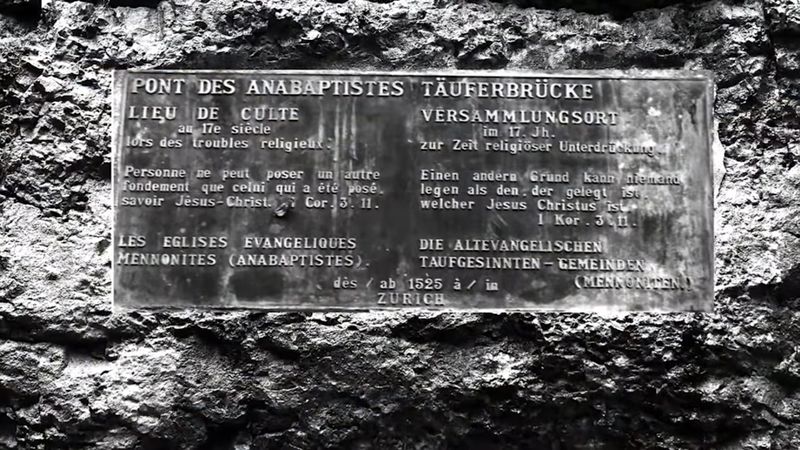 PONT DES ANABAPTISTES
LIEU DE CULTE
au 17e siècle
lors des troubles religieux.
Personne ne peut poser un autre
fondement que celui qui a été posé.
savoir Jésus-Christ. I Cor. 3. 11.
LES EGLISES EVANGELIQUES
MENNONITES (ANABAPTISTES).
TÄUFERBRÜCKE
VERSAMMLUNGSORT
im 17. Jh.
zur Zeit religiöser Unterdrückung
Einen andern Grund kann niemand
legen als den, der gelegt ist,
welcher Jesus Christus ist.
I Kor. 3. 11.
DIE ALTEVANGELISCHEN
TAUFGESINNTEN-GEMEINDEN
(MENNONITEN)
dès / ab 1525 à / in
ZÜRICH